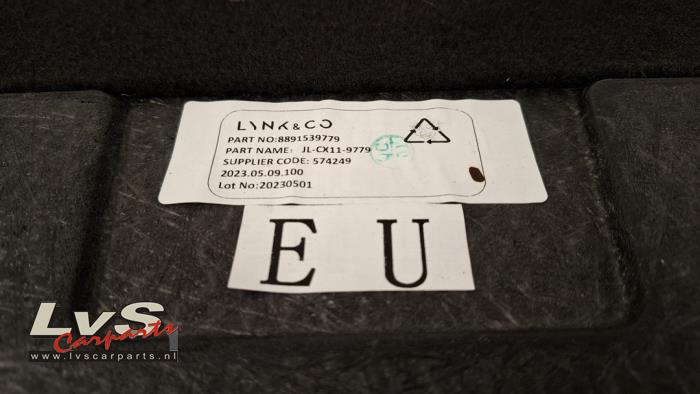 LYNK & CO
PART NO:8891539779
PART NAME: JL-CX11-9779
SUPPLIER CODE: 574249
2023.05.09.100
Lot No:20230501
E U
LvS
Carparts
www.lvscarparts.nl